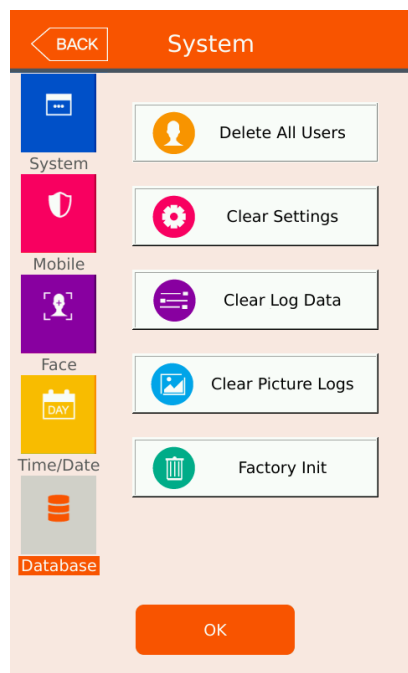 BACK
System
System
Delete All Users
Mobile
Clear Settings
Face
Clear Log Data
DAY
Time/Date
Clear Picture Logs
Database
Factory Init
OK